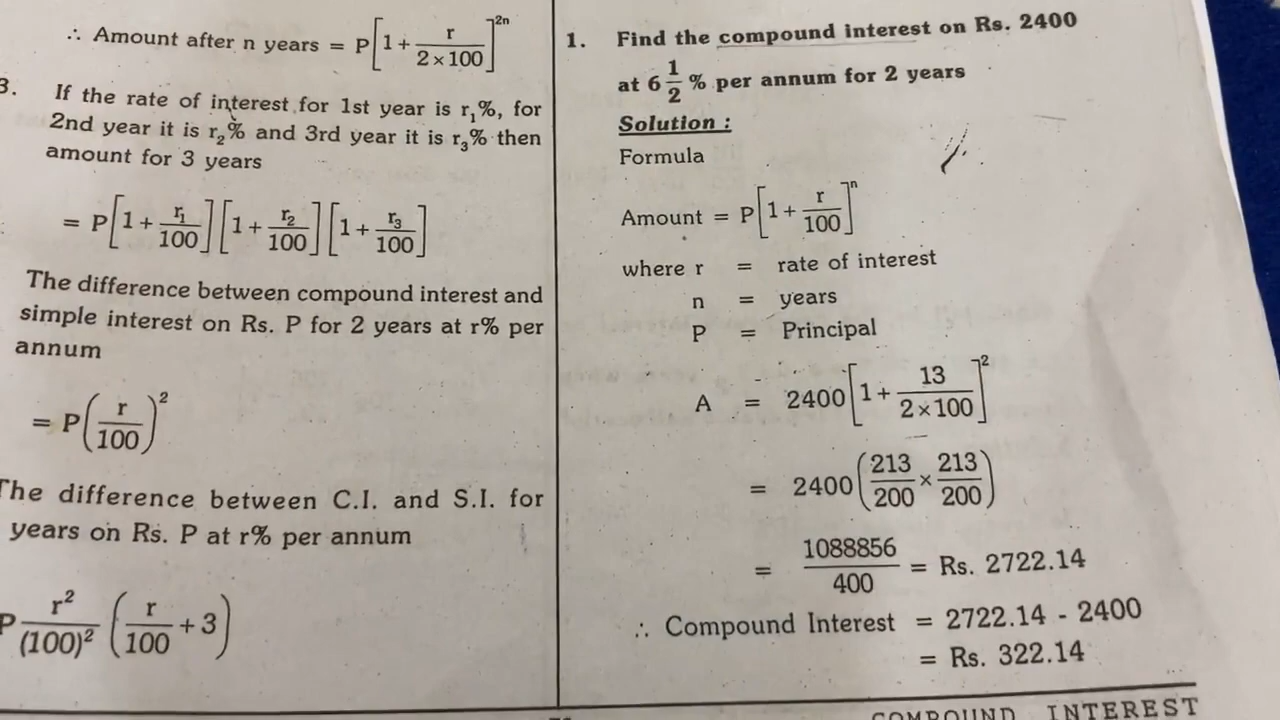 ∴ Amount after n years = P[1 + r/(2×100)]^2n
3. If the rate of interest for 1st year is r₁%, for
2nd year it is r₂% and 3rd year it is r₃% then
amount for 3 years
= P[1 + r₁/100][1 + r₂/100][1 + r₃/100]
The difference between compound interest and
simple interest on Rs. P for 2 years at r% per
annum
= P(r/100)²
The difference between C.I. and S.I. for
years on Rs. P at r% per annum
P r²/(100)² (r/100 + 3)
1. Find the compound interest on Rs. 2400
at 6 1/2 % per annum for 2 years
Solution :
Formula
Amount = P[1 + r/100]^n
where r = rate of interest
n = years
P = Principal
A = 2400[1 + 13/(2×100)]²
= 2400(213/200 × 213/200)
= 1088856/400 = Rs. 2722.14
∴ Compound Interest = 2722.14 - 2400
= Rs. 322.14
COMPOUND INTEREST